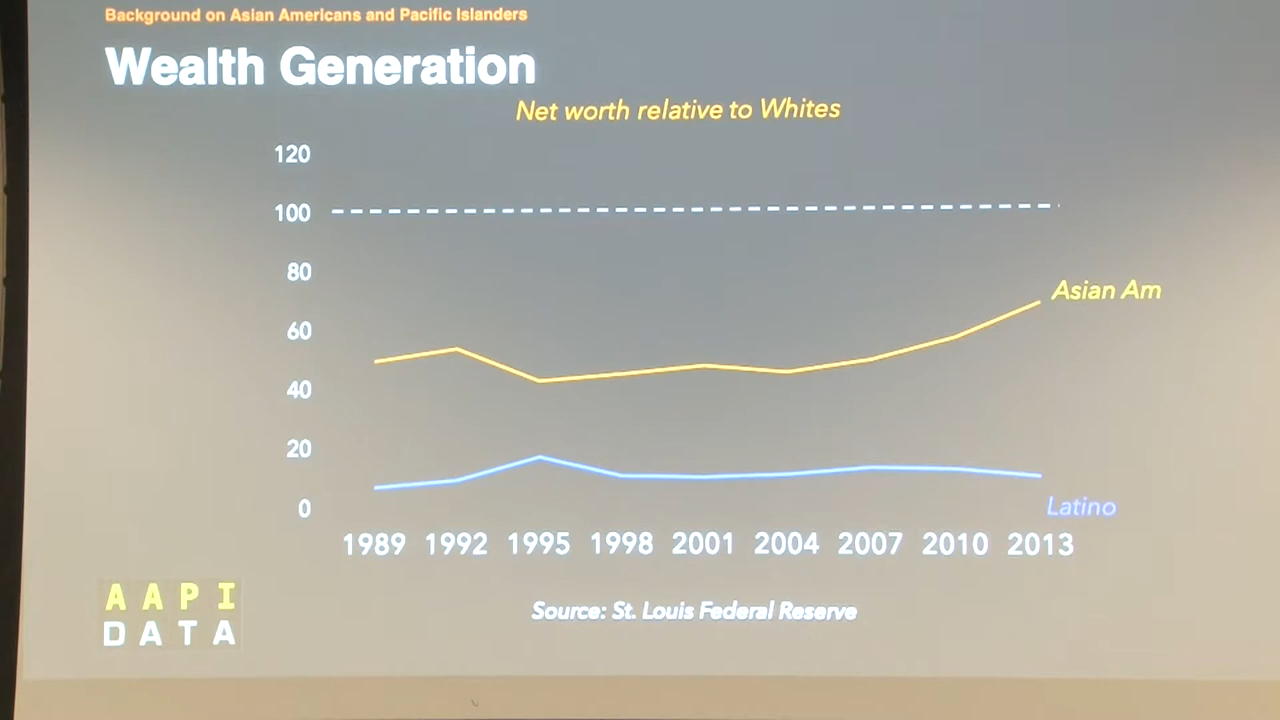 Background on Asian Americans and Pacific Islanders
Wealth Generation
Net worth relative to Whites
120
100
80
60
40
20
0
Asian Am
Latino
1989 1992 1995 1998 2001 2004 2007 2010 2013
Source: St. Louis Federal Reserve
AAPI
DATA